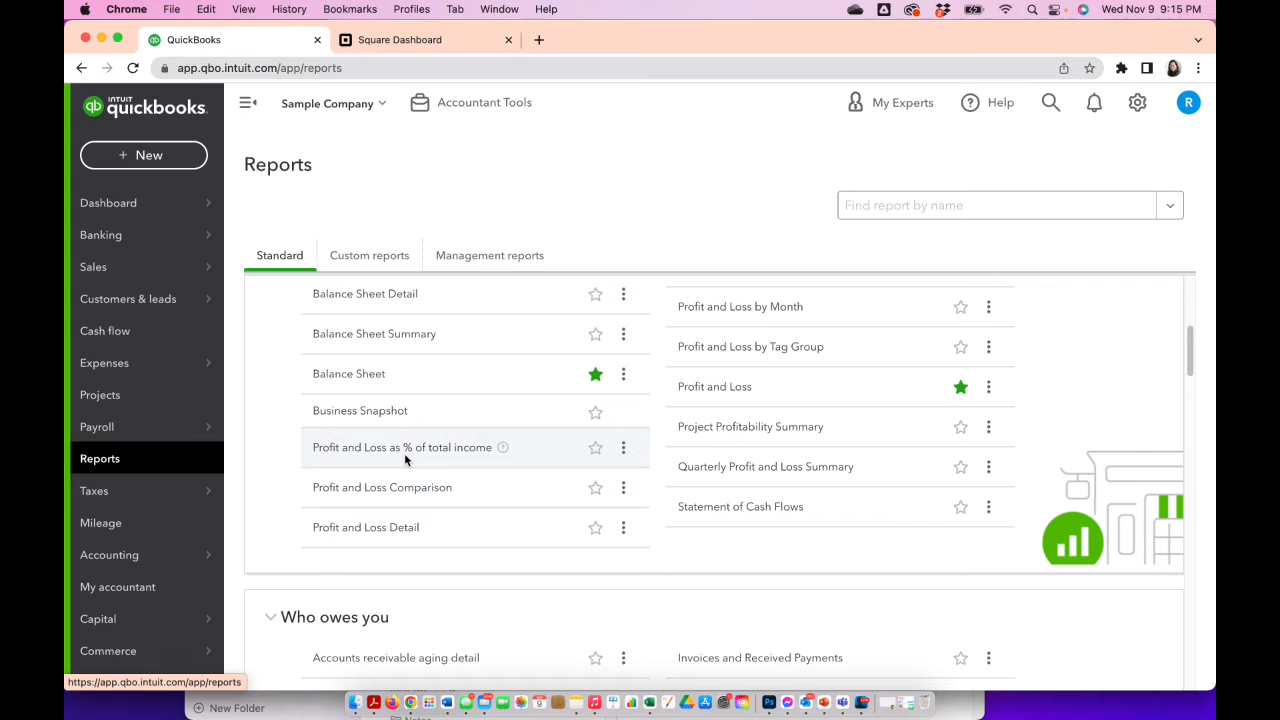 Chrome File Edit View History Bookmarks Profiles Tab Window Help Wed Nov 9 9:15 PM
QuickBooks Square Dashboard
app.qbo.intuit.com/app/reports
INTUIT
quickbooks.
Sample Company Accountant Tools My Experts Help R
+ New
Reports
Find report by name
Standard Custom reports Management reports
Dashboard
Banking
Sales
Customers & leads
Cash flow
Expenses
Projects
Payroll
Reports
Taxes
Mileage
Accounting
My accountant
Capital
Commerce
Balance Sheet Detail
Balance Sheet Summary
Balance Sheet
Business Snapshot
Profit and Loss as % of total income
Profit and Loss Comparison
Profit and Loss Detail
Profit and Loss by Month
Profit and Loss by Tag Group
Profit and Loss
Project Profitability Summary
Quarterly Profit and Loss Summary
Statement of Cash Flows
Who owes you
Accounts receivable aging detail
Invoices and Received Payments
https://app.qbo.intuit.com/app/reports
New Folder